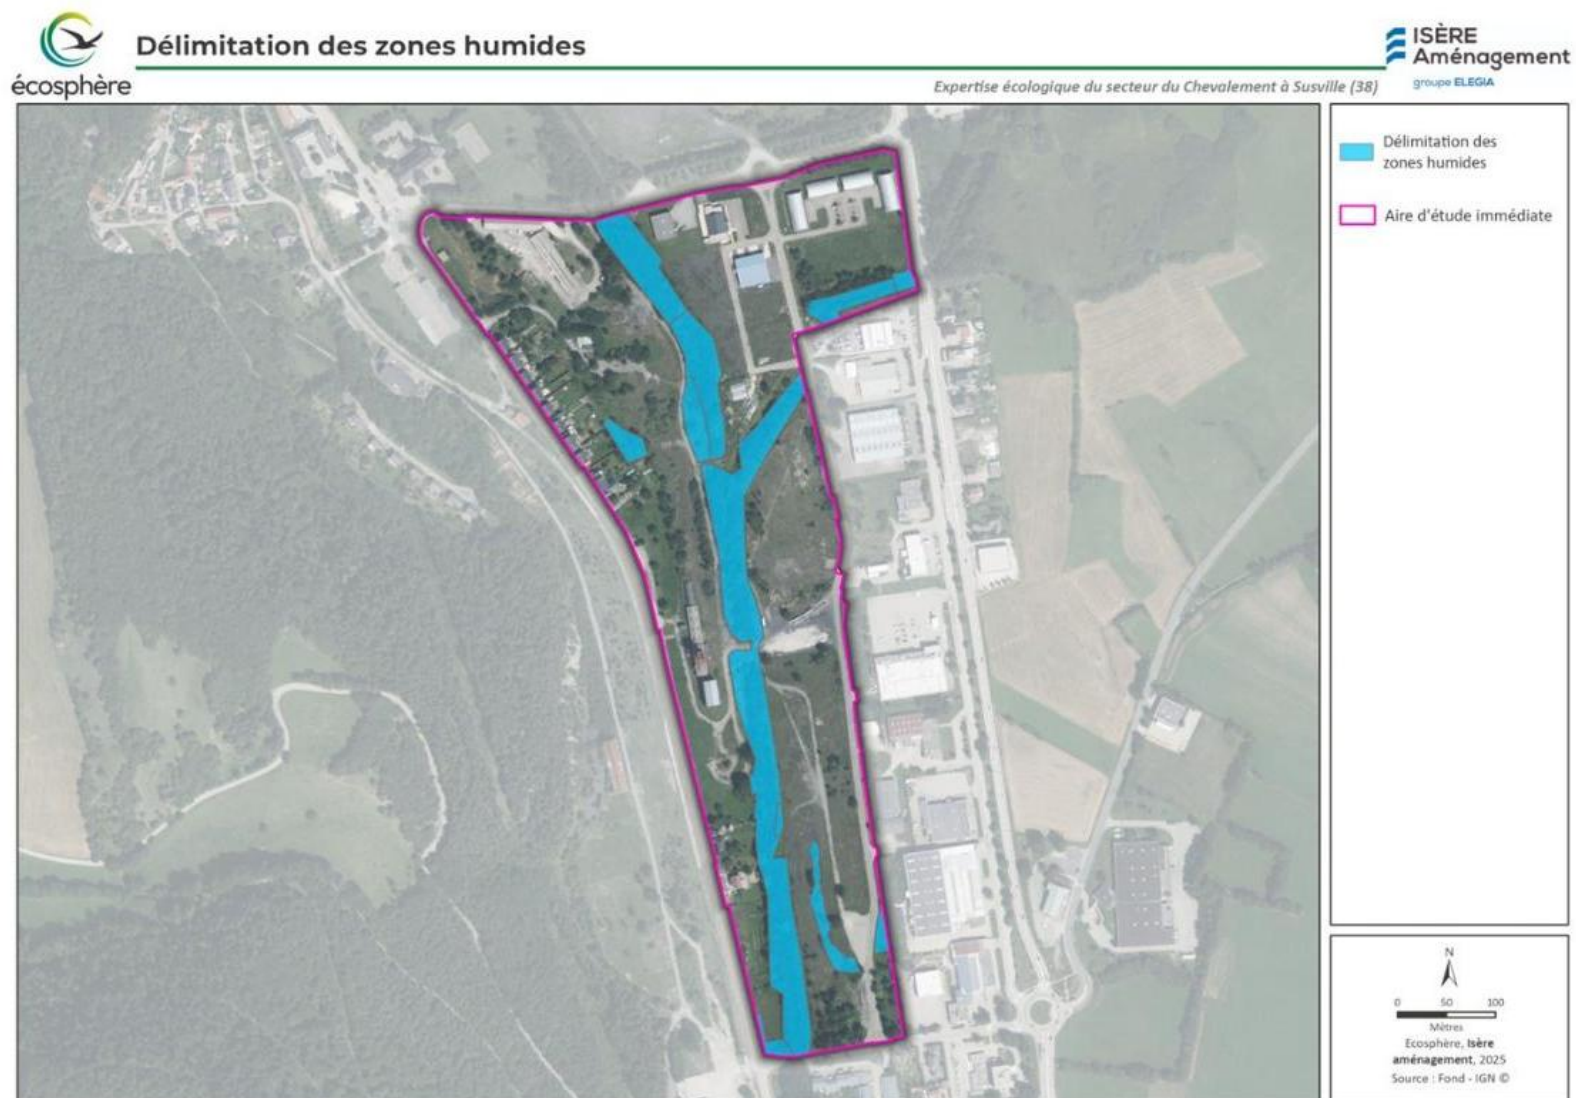 écosphère
Délimitation des zones humides
ISÈRE
Aménagement
groupe ELEGIA
Expertise écologique du secteur du Chevalement à Susville (38)
Délimitation des
zones humides
Aire d'étude immédiate
N
0 50 100
Mètres
Ecosphère, Isère
aménagement, 2025
Source : Fond - IGN ©